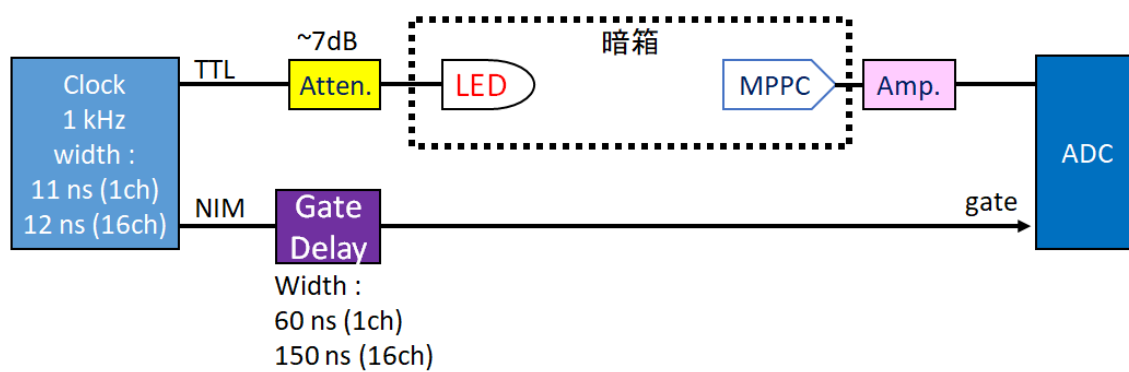 ~7dB
暗箱
TTL
Clock
1 kHz
width :
11 ns (1ch)
12 ns (16ch)
Atten.
LED
MPPC
Amp.
ADC
NIM
Gate
Delay
gate
Width :
60 ns (1ch)
150 ns (16ch)